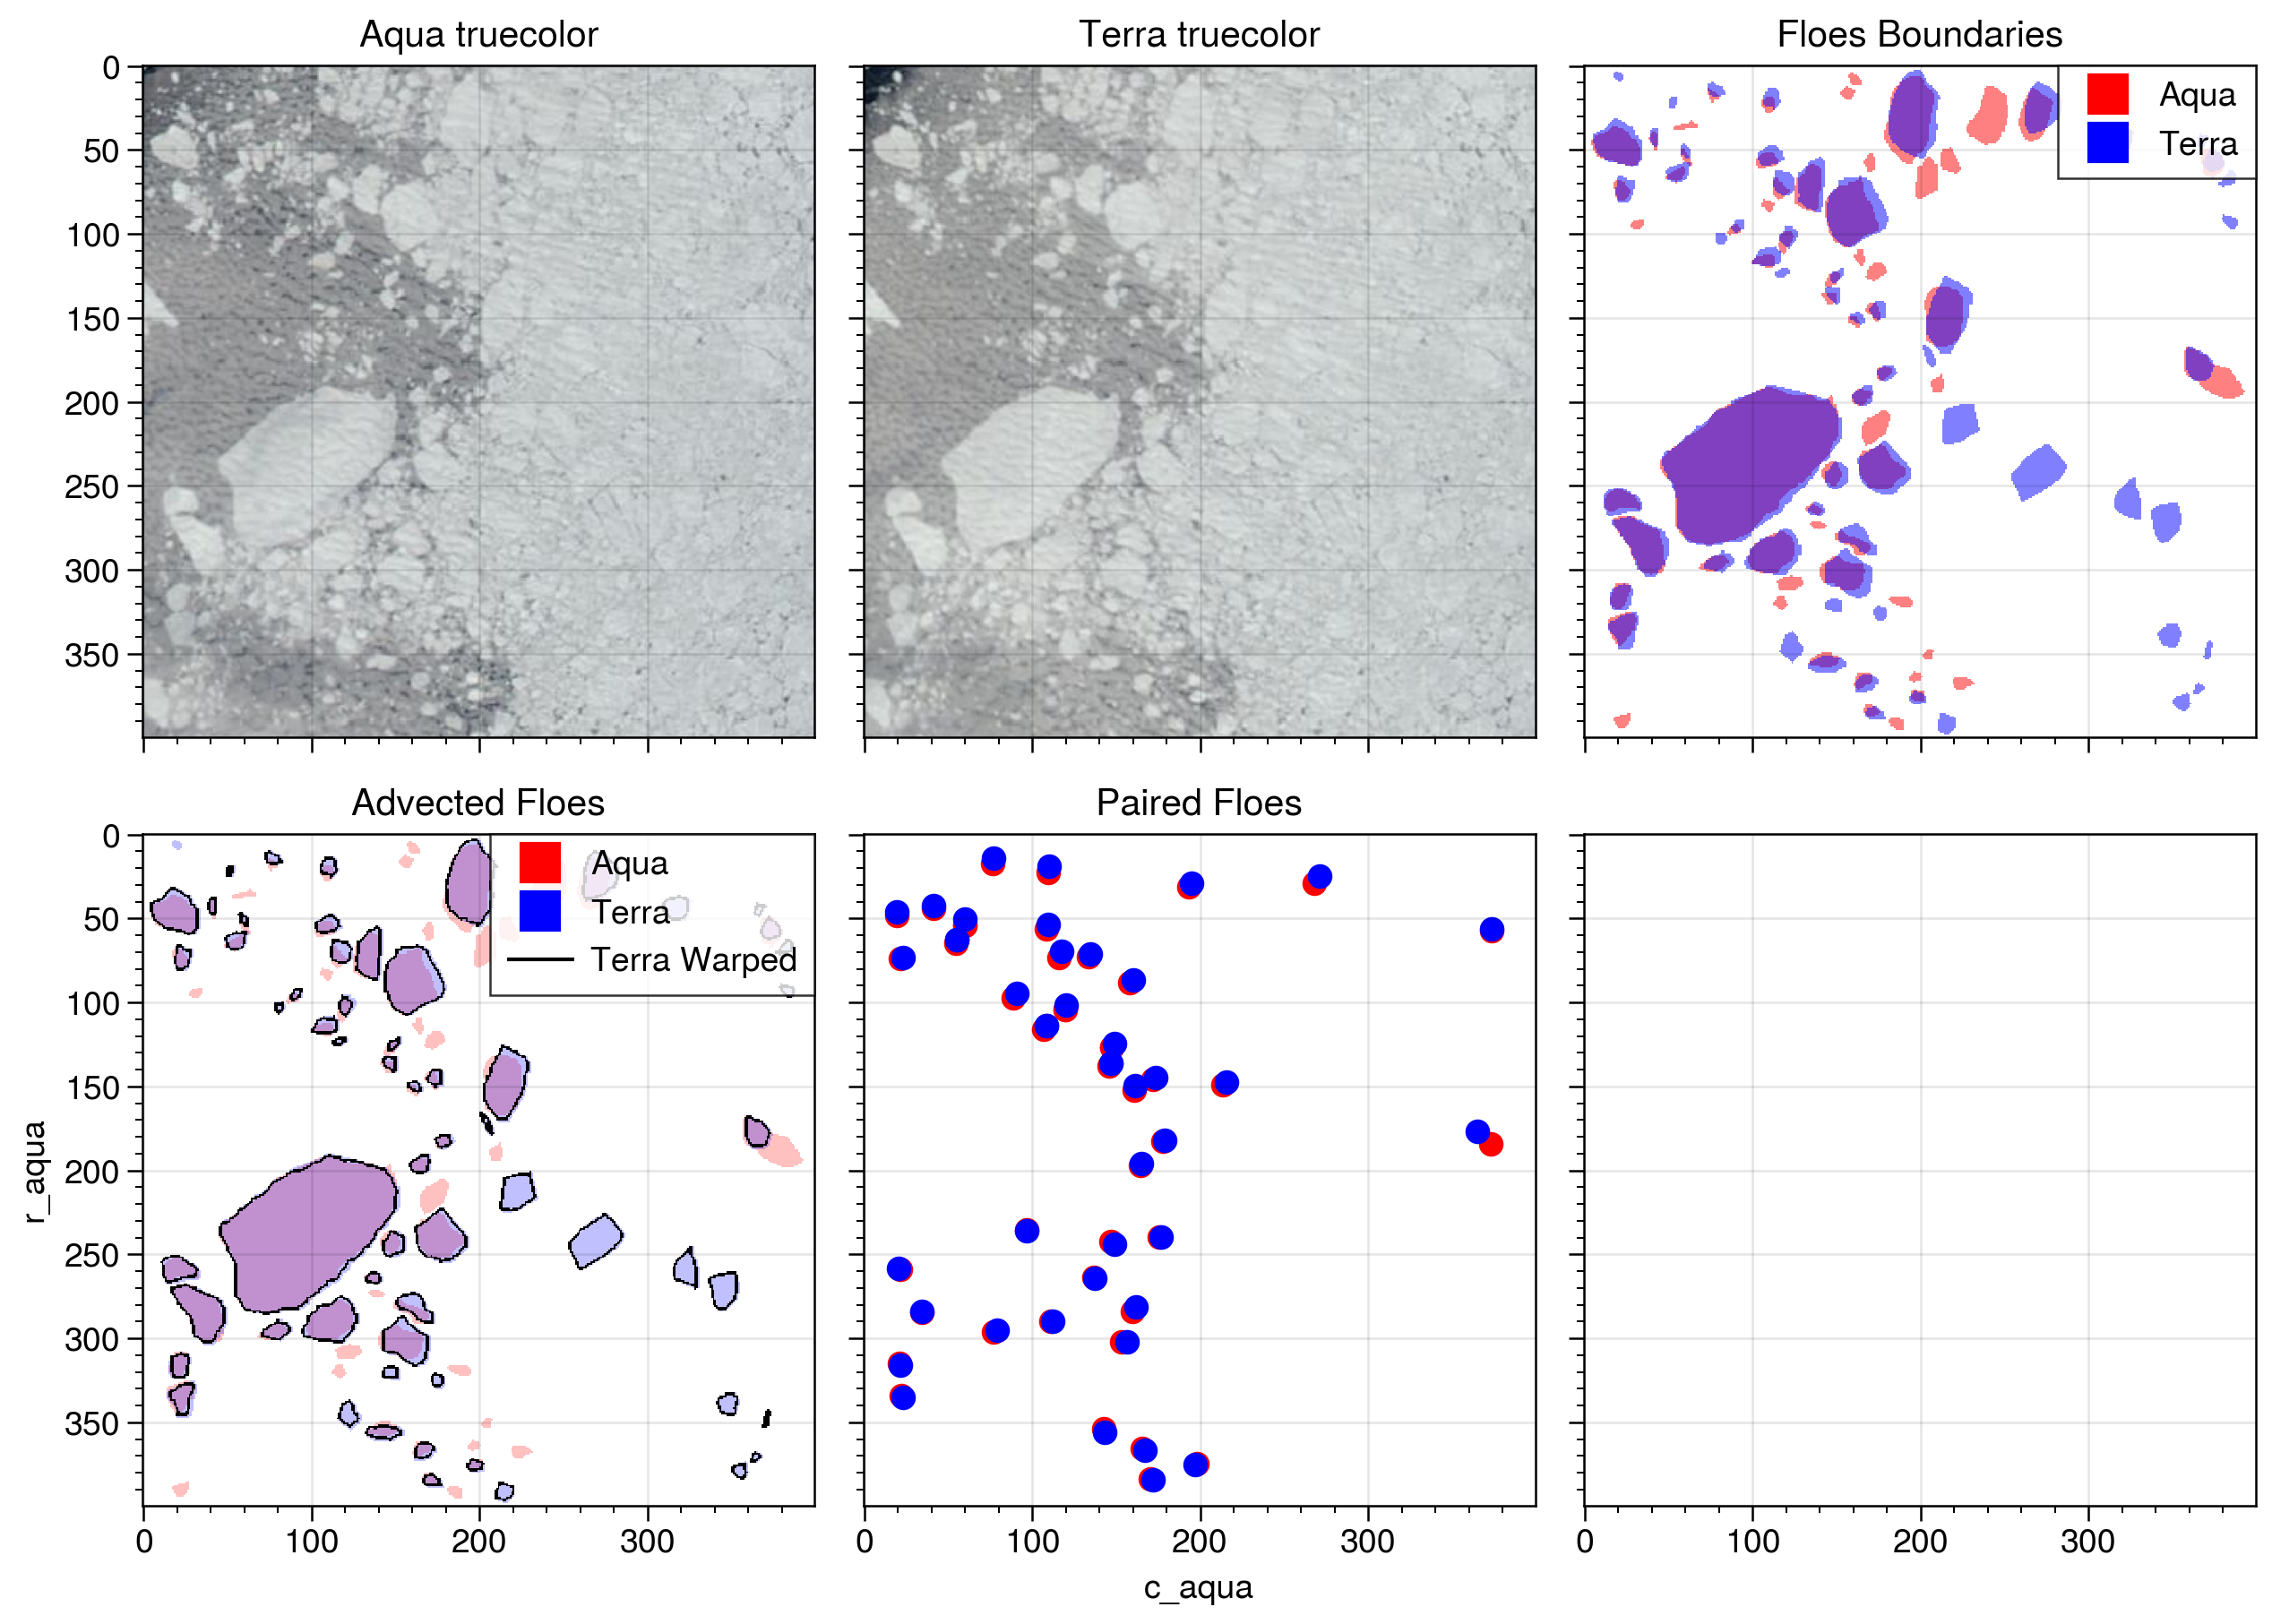 Aqua truecolor
Terra truecolor
Floes Boundaries
0
50
100
150
200
250
300
350
Aqua
Terra
Advected Floes
Paired Floes
0
50
100
150
200
250
300
350
r_aqua
Aqua
Terra
Terra Warped
0 100 200 300
0 100 200 300
0 100 200 300
c_aqua